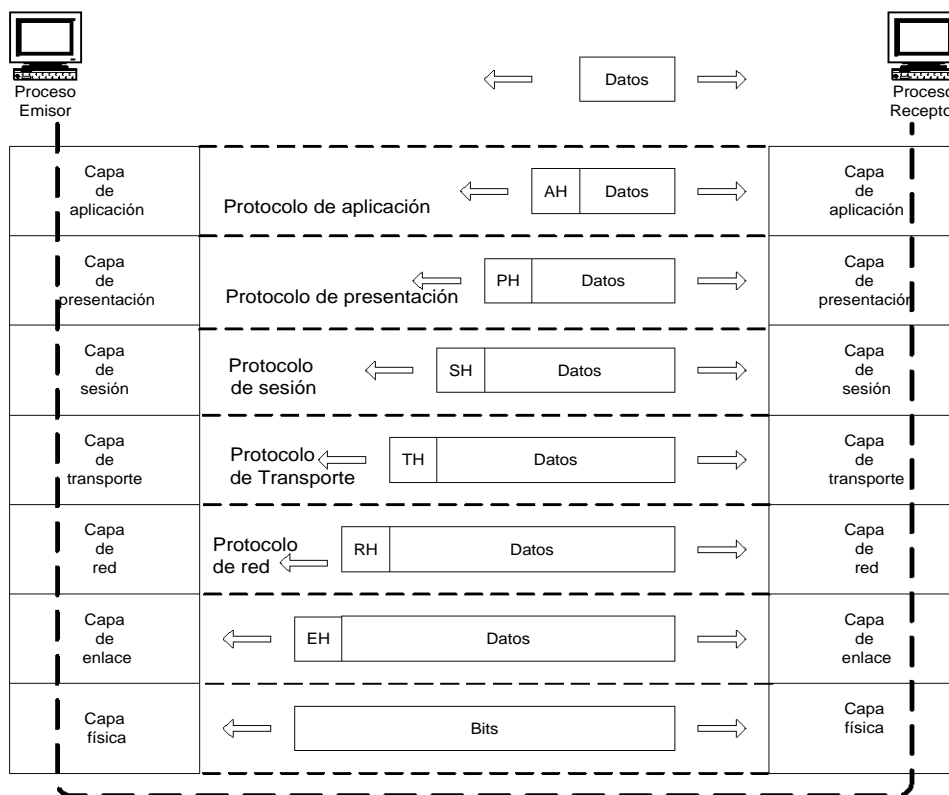 Proceso
Emisor
Datos
Proceso
Recepto
Capa
de
aplicación
Protocolo de aplicación
AH
Datos
Capa
de
aplicación
Capa
de
presentación
Protocolo de presentación
PH
Datos
Capa
de
presentación
Capa
de
sesión
Protocolo
de sesión
SH
Datos
Capa
de
sesión
Capa
de
transporte
Protocolo
de Transporte
TH
Datos
Capa
de
transporte
Capa
de
red
Protocolo
de red
RH
Datos
Capa
de
red
Capa
de
enlace
EH
Datos
Capa
de
enlace
Capa
física
Bits
Capa
física